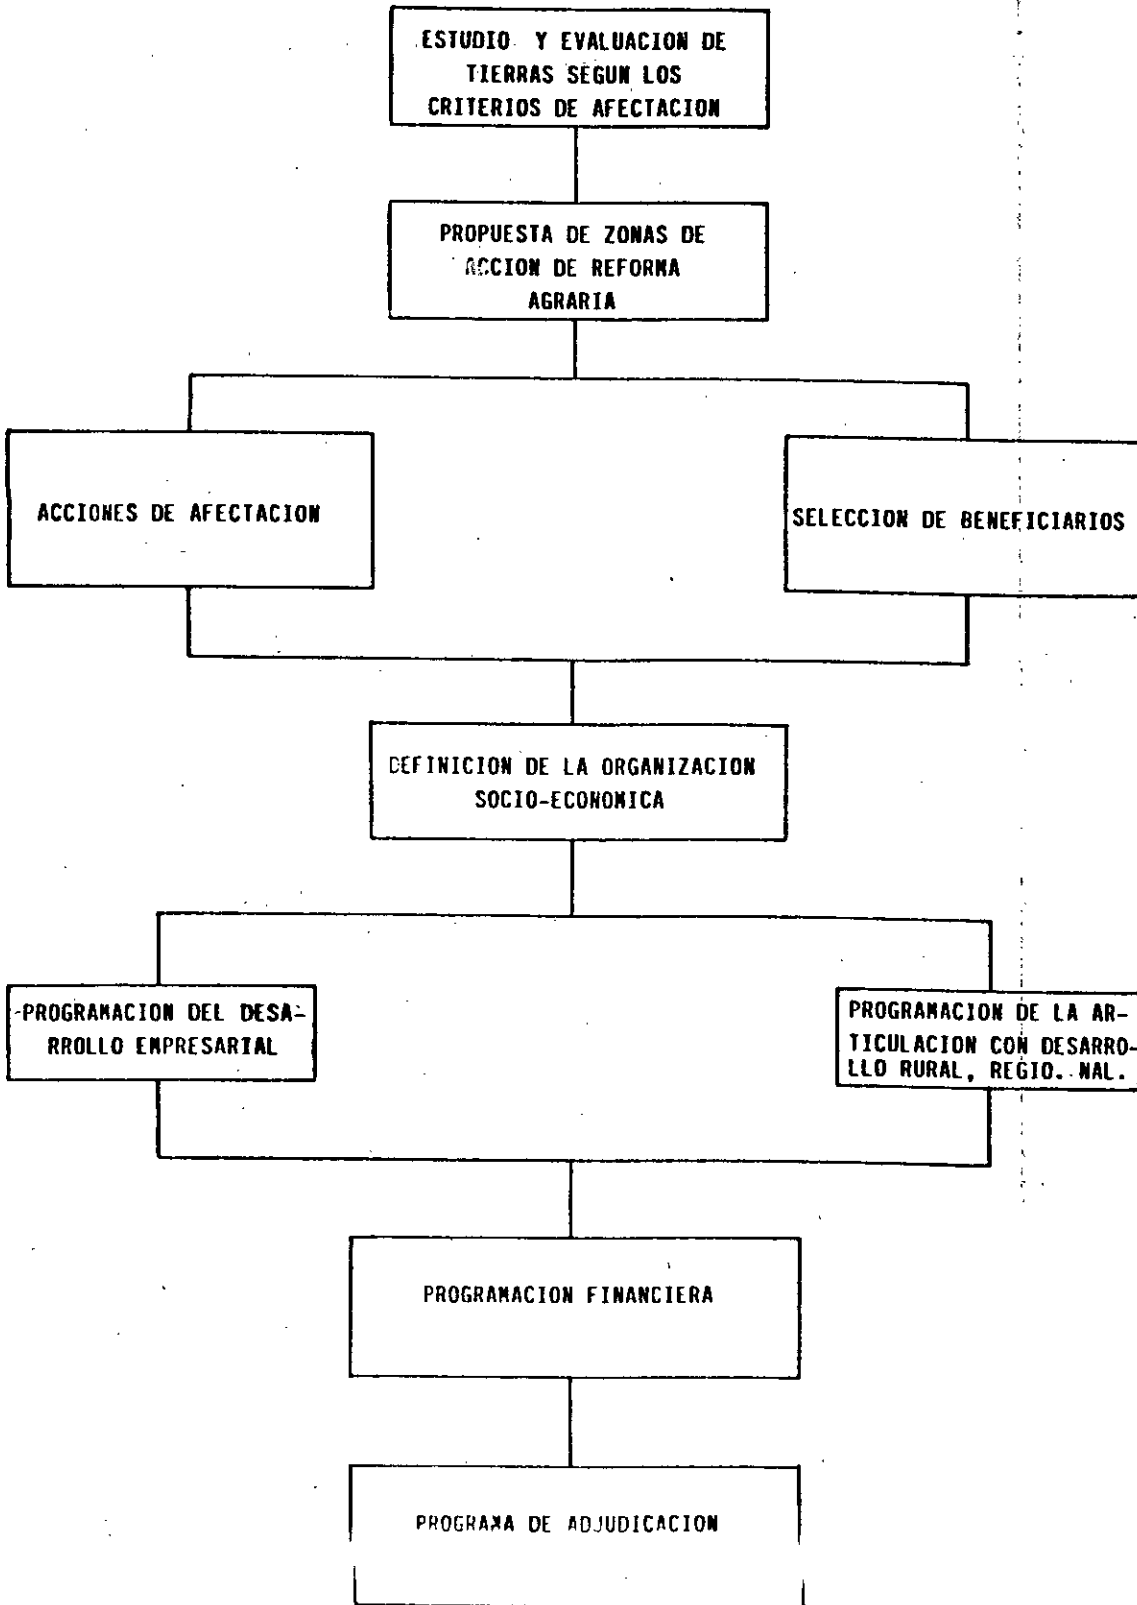 ESTUDIO Y EVALUACION DE
TIERRAS SEGUN LOS
CRITERIOS DE AFECTACION
PROPUESTA DE ZONAS DE
ACCION DE REFORMA
AGRARIA
ACCIONES DE AFECTACION
SELECCION DE BENEFICIARIOS
DEFINICION DE LA ORGANIZACION
SOCIO-ECONOMICA
PROGRAMACION DEL DESA-
RROLLO EMPRESARIAL
PROGRAMACION DE LA AR-
TICULACION CON DESARRO-
LLO RURAL, REGIO. NAL.
PROGRAMACION FINANCIERA
PROGRAMA DE ADJUDICACION